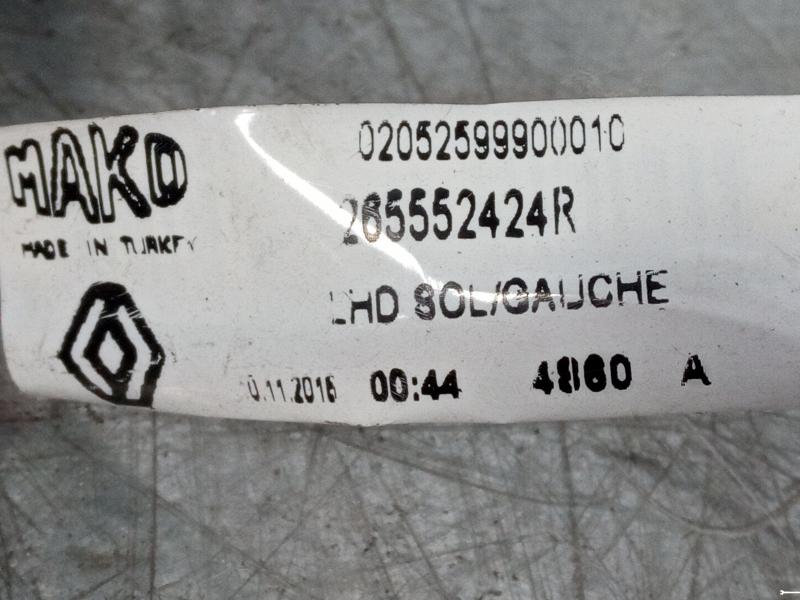 MAKO
MADE IN TURKEY
02052599900010
265552424R
LHD SOL/GAUCHE
0.11.2016 00:44 4860 A